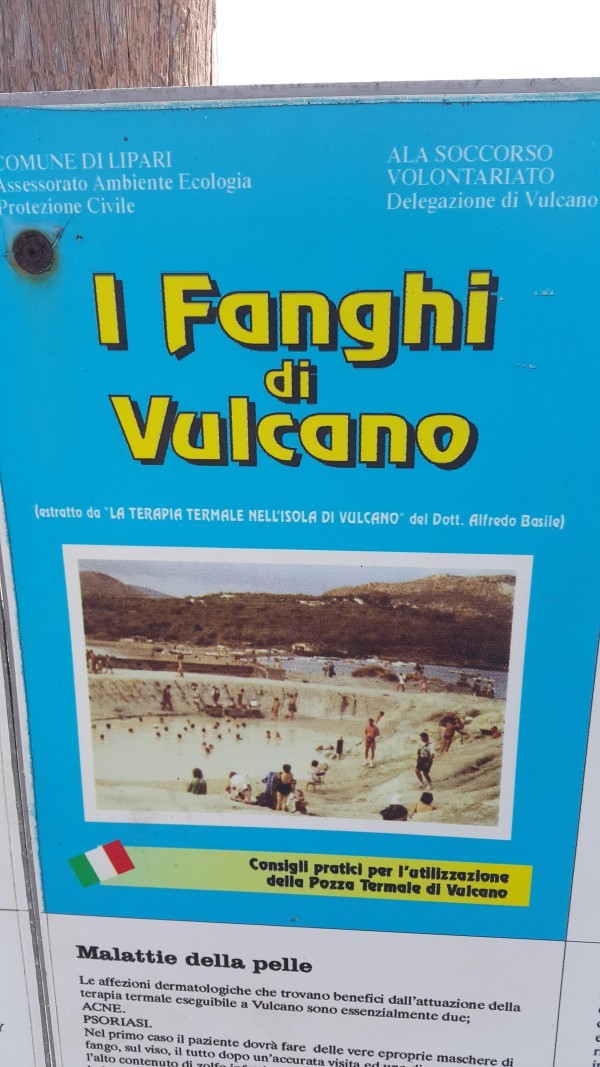 COMUNE DI LIPARI
Assessorato Ambiente Ecologia
Protezione Civile
ALA SOCCORSO
VOLONTARIATO
Delegazione di Vulcano
I Fanghi
di
Vulcano
(estratto da "LA TERAPIA TERMALE NELL'ISOLA DI VULCANO" del Dott. Alfredo Basile)
Consigli pratici per l'utilizzazione
della Pozza Termale di Vulcano
Malattie della pelle
Le affezioni dermatologiche che trovano benefici dall'attuazione della
terapia termale eseguibile a Vulcano sono essenzialmente due;
ACNE.
PSORIASI.
Nel primo caso il paziente dovrà fare delle vere eproprie maschere di
fango, sul viso, il tutto dopo un'accurata visita ed
l'alto contenuto di zolfo